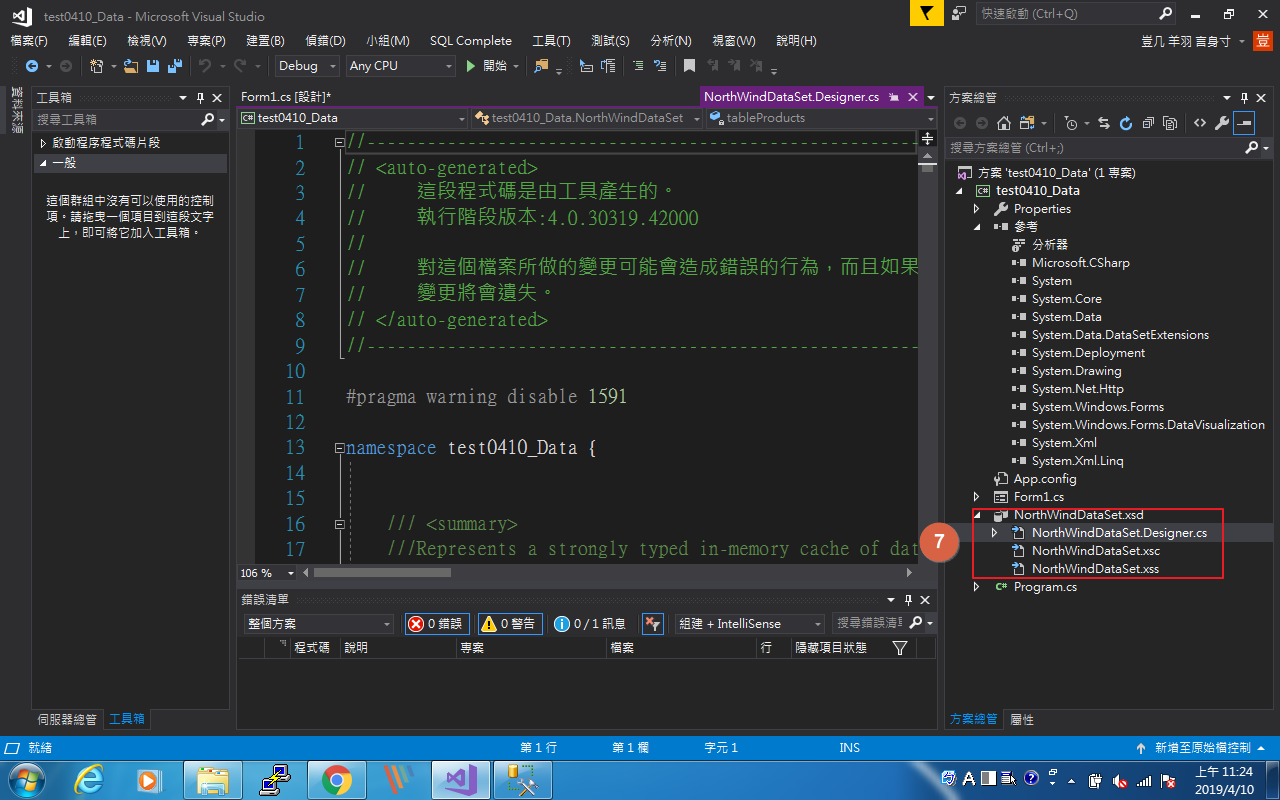 test0410_Data - Microsoft Visual Studio
快速啟動 (Ctrl+Q)
檔案(F) 編輯(E) 檢視(V) 專案(P) 建置(B) 偵錯(D) 小組(M) SQL Complete 工具(T) 測試(S) 分析(N) 視窗(W) 說明(H)
豈几 羊羽 言身寸 豈
Debug Any CPU 開始
資料來源
工具箱
搜尋工具箱
啟動程序程式碼片段
一般
這個群組中沒有可以使用的控制
項。請拖曳一個項目到這段文字
上，即可將它加入工具箱。
伺服器總管 工具箱
Form1.cs [設計]* NorthWindDataSet.Designer.cs
test0410_Data test0410_Data.NorthWindDataSet tableProducts
1 //------------------------------------------------------
2 // <auto-generated>
3 // 這段程式碼是由工具產生的。
4 // 執行階段版本:4.0.30319.42000
5 //
6 // 對這個檔案所做的變更可能會造成錯誤的行為，而且如果
7 // 變更將會遺失。
8 // </auto-generated>
9 //------------------------------------------------------
10
11 #pragma warning disable 1591
12
13 namespace test0410_Data {
14
15
16 /// <summary>
17 ///Represents a strongly typed in-memory cache of dat
106 %
錯誤清單
整個方案 0 錯誤 0 警告 0 / 1 訊息 組建 + IntelliSense 搜尋錯誤清單
程式碼 說明 專案 檔案 行 隱藏項目狀態
方案總管
搜尋方案總管 (Ctrl+;)
方案 'test0410_Data' (1 專案)
test0410_Data
Properties
參考
分析器
Microsoft.CSharp
System
System.Core
System.Data
System.Data.DataSetExtensions
System.Deployment
System.Drawing
System.Net.Http
System.Windows.Forms
System.Windows.Forms.DataVisualization
System.Xml
System.Xml.Linq
App.config
Form1.cs
NorthWindDataSet.xsd
7
NorthWindDataSet.Designer.cs
NorthWindDataSet.xsc
NorthWindDataSet.xss
Program.cs
方案總管 屬性
就緒 第 1 行 第 1 欄 字元 1 INS 新增至原始檔控制
A
上午 11:24
2019/4/10